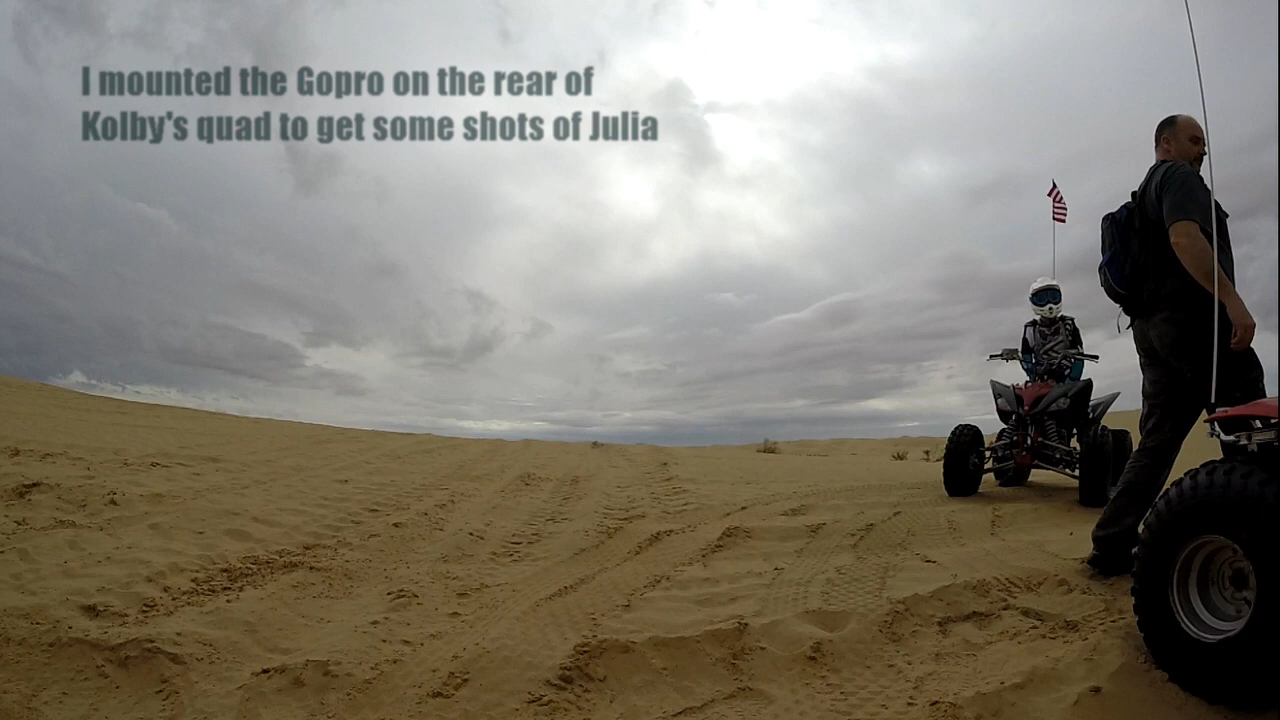 I mounted the Gopro on the rear of
Kolby's quad to get some shots of Julia